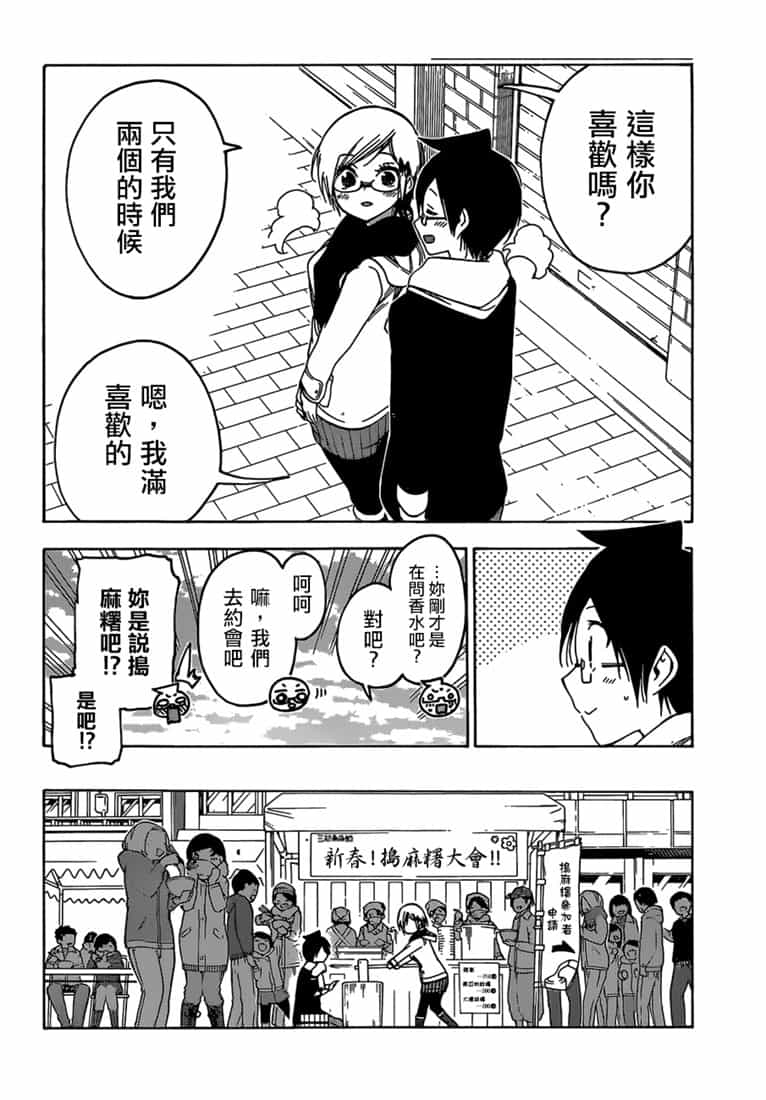 這樣你
喜歡嗎？
只有我們
兩個的時候
嗯，我滿
喜歡的
…妳剛才是
在問香水吧？
對吧？
呵呵
嘛，我們
去約會吧
妳是説搗
麻糬吧!?
是吧!?
新春！搗麻糬大會!!
搗麻糬參加者
申請